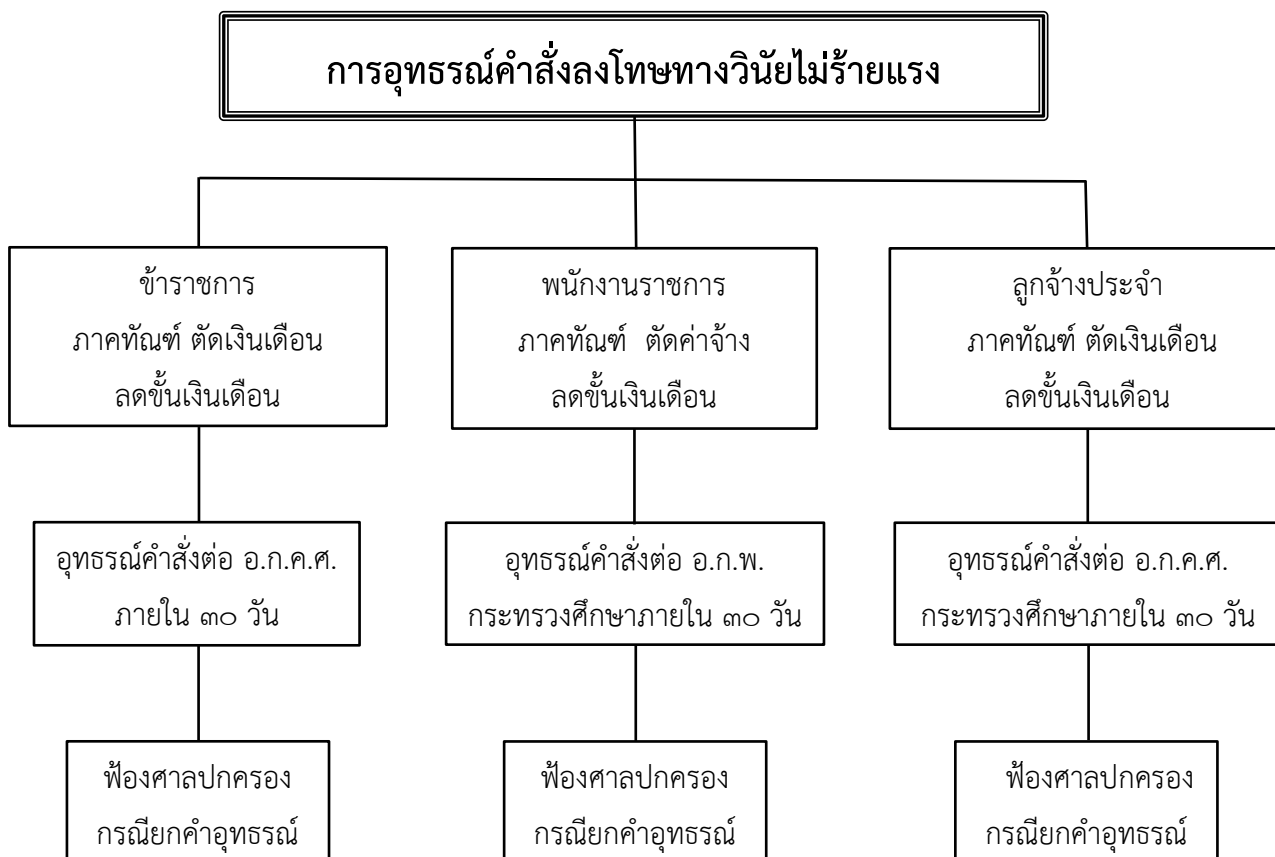 การอุทธรณ์คำสั่งลงโทษทางวินัยไม่ร้ายแรง
ข้าราชการ
ภาคทัณฑ์ ตัดเงินเดือน
ลดขั้นเงินเดือน
พนักงานราชการ
ภาคทัณฑ์ ตัดค่าจ้าง
ลดขั้นเงินเดือน
ลูกจ้างประจำ
ภาคทัณฑ์ ตัดเงินเดือน
ลดขั้นเงินเดือน
อุทธรณ์คำสั่งต่อ อ.ก.ค.ศ.
ภายใน ๓๐ วัน
อุทธรณ์คำสั่งต่อ อ.ก.พ.
กระทรวงศึกษาภายใน ๓๐ วัน
อุทธรณ์คำสั่งต่อ อ.ก.ค.ศ.
กระทรวงศึกษาภายใน ๓๐ วัน
ฟ้องศาลปกครอง
กรณียกคำอุทธรณ์
ฟ้องศาลปกครอง
กรณียกคำอุทธรณ์
ฟ้องศาลปกครอง
กรณียกคำอุทธรณ์